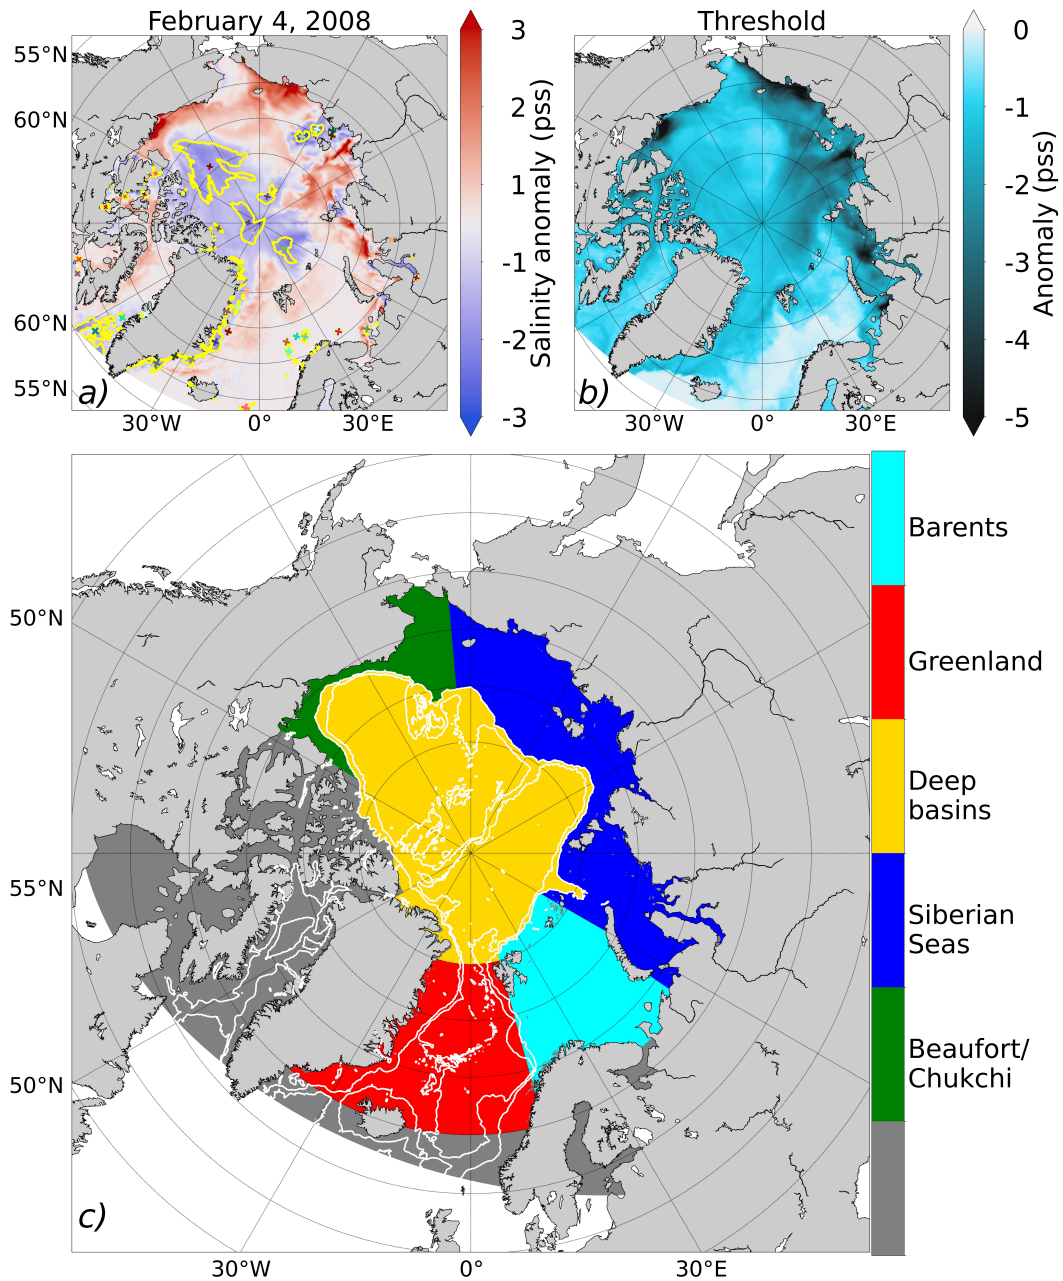 February 4, 2008
Threshold
55°N
60°N
60°N
55°N
30°W
0°
30°E
a)
3
2
1
-1
-2
-3
Salinity anomaly (pss)
30°W
0°
30°E
b)
0
-1
-2
-3
-4
-5
Anomaly (pss)
50°N
55°N
50°N
30°W
0°
30°E
c)
Barents
Greenland
Deep
basins
Siberian
Seas
Beaufort/
Chukchi